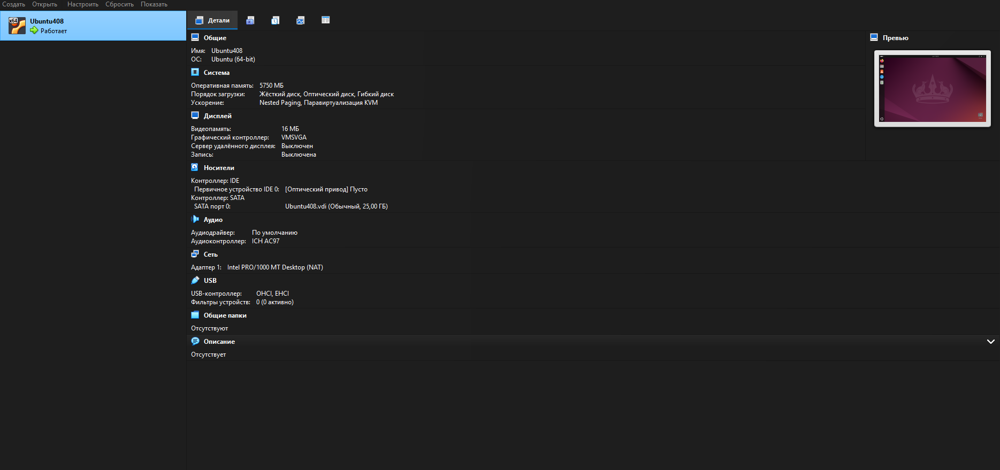 Создать Открыть Настроить Сбросить Показать
x64
Ubuntu408
Работает
Детали
Общие
Имя: Ubuntu408
ОС: Ubuntu (64-bit)
Система
Оперативная память: 5750 МБ
Порядок загрузки: Жёсткий диск, Оптический диск, Гибкий диск
Ускорение: Nested Paging, Паравиртуализация KVM
Дисплей
Видеопамять: 16 МБ
Графический контроллер: VMSVGA
Сервер удалённого дисплея: Выключен
Запись: Выключена
Носители
Контроллер: IDE
Первичное устройство IDE 0: [Оптический привод] Пусто
Контроллер: SATA
SATA порт 0: Ubuntu408.vdi (Обычный, 25,00 ГБ)
Аудио
Аудиодрайвер: По умолчанию
Аудиоконтроллер: ICH AC97
Сеть
Адаптер 1: Intel PRO/1000 MT Desktop (NAT)
USB
USB-контроллер: OHCI, EHCI
Фильтры устройств: 0 (0 активно)
Общие папки
Отсутствуют
Описание
Отсутствует
Превью